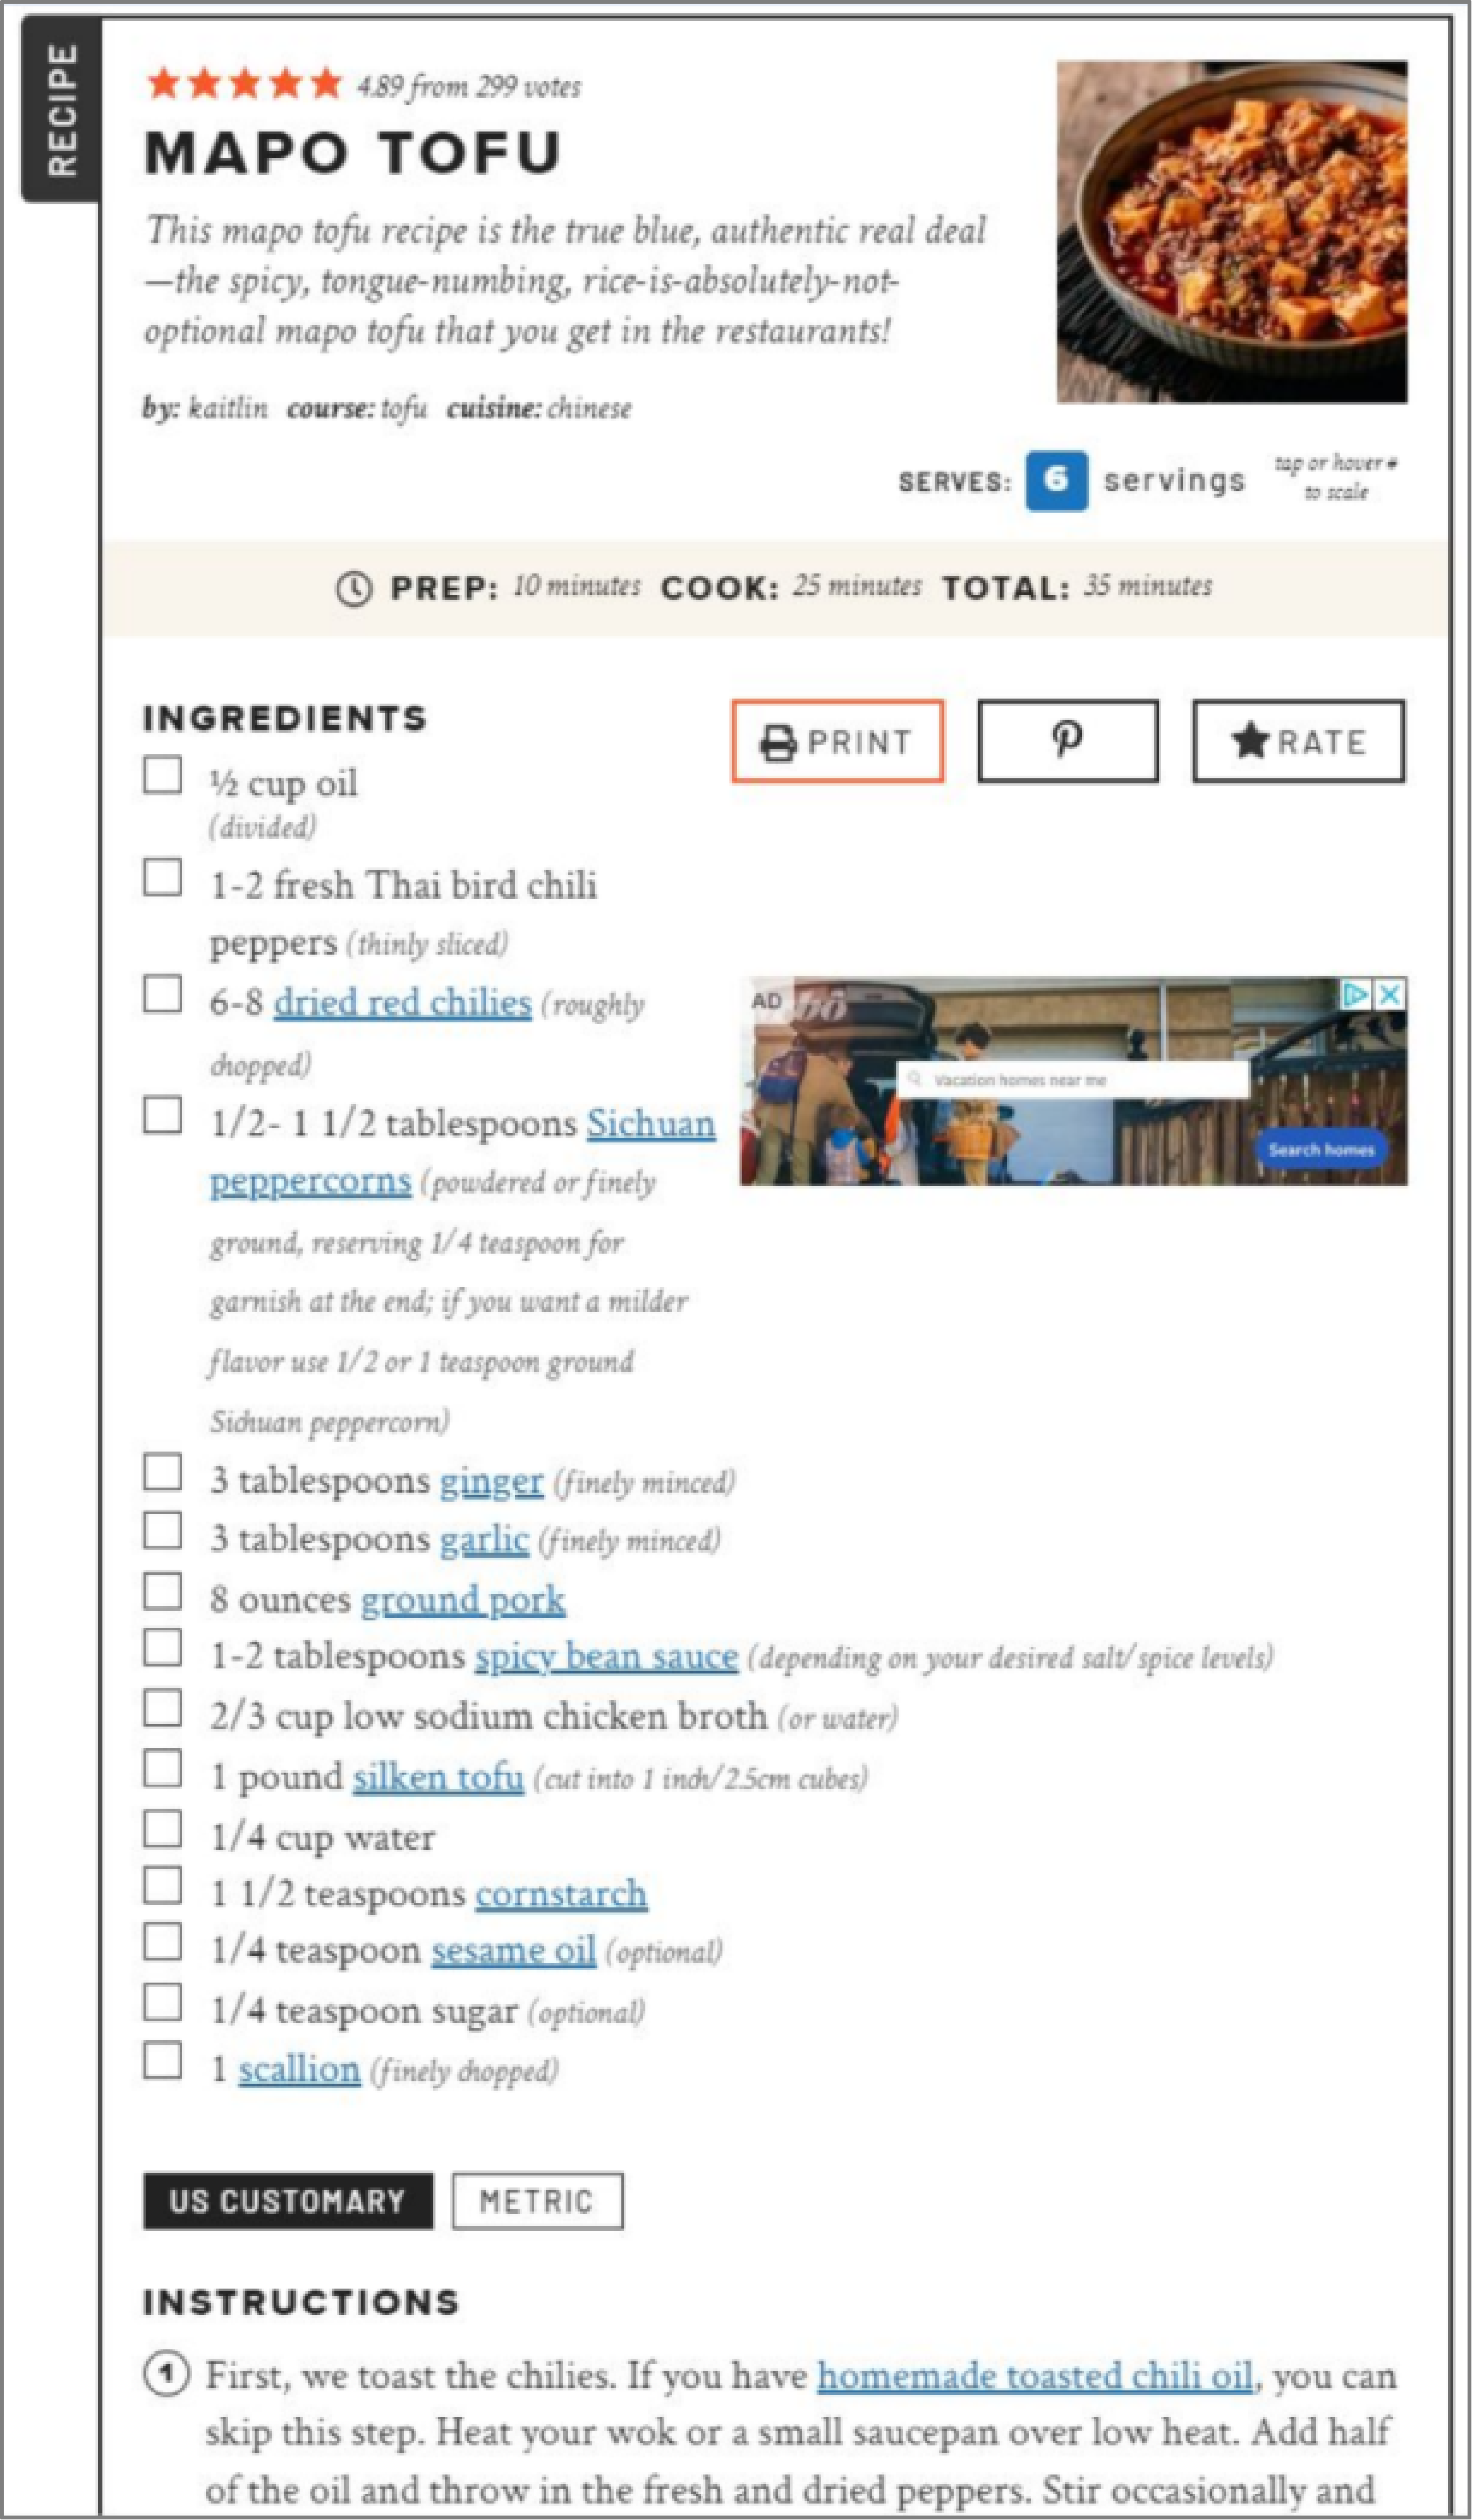 RECIPE
4.89 from 299 votes
MAPO TOFU
This mapo tofu recipe is the true blue, authentic real deal
—the spicy, tongue-numbing, rice-is-absolutely-not-
optional mapo tofu that you get in the restaurants!
by: kaitlin course: tofu cuisine: chinese
SERVES: 6 servings
tap or hover #
to scale
PREP: 10 minutes COOK: 25 minutes TOTAL: 35 minutes
INGREDIENTS
PRINT
RATE
½ cup oil
(divided)
1-2 fresh Thai bird chili
peppers (thinly sliced)
6-8 dried red chilies (roughly
chopped)
1/2- 1 1/2 tablespoons Sichuan
peppercorns (powdered or finely
ground, reserving 1/4 teaspoon for
garnish at the end; if you want a milder
flavor use 1/2 or 1 teaspoon ground
Sichuan peppercorn)
AD
Vacation homes near me
Search homes
3 tablespoons ginger (finely minced)
3 tablespoons garlic (finely minced)
8 ounces ground pork
1-2 tablespoons spicy bean sauce (depending on your desired salt/spice levels)
2/3 cup low sodium chicken broth (or water)
1 pound silken tofu (cut into 1 inch/2.5cm cubes)
1/4 cup water
1 1/2 teaspoons cornstarch
1/4 teaspoon sesame oil (optional)
1/4 teaspoon sugar (optional)
1 scallion (finely chopped)
US CUSTOMARY METRIC
INSTRUCTIONS
1 First, we toast the chilies. If you have homemade toasted chili oil, you can
skip this step. Heat your wok or a small saucepan over low heat. Add half
of the oil and throw in the fresh and dried peppers. Stir occasionally and